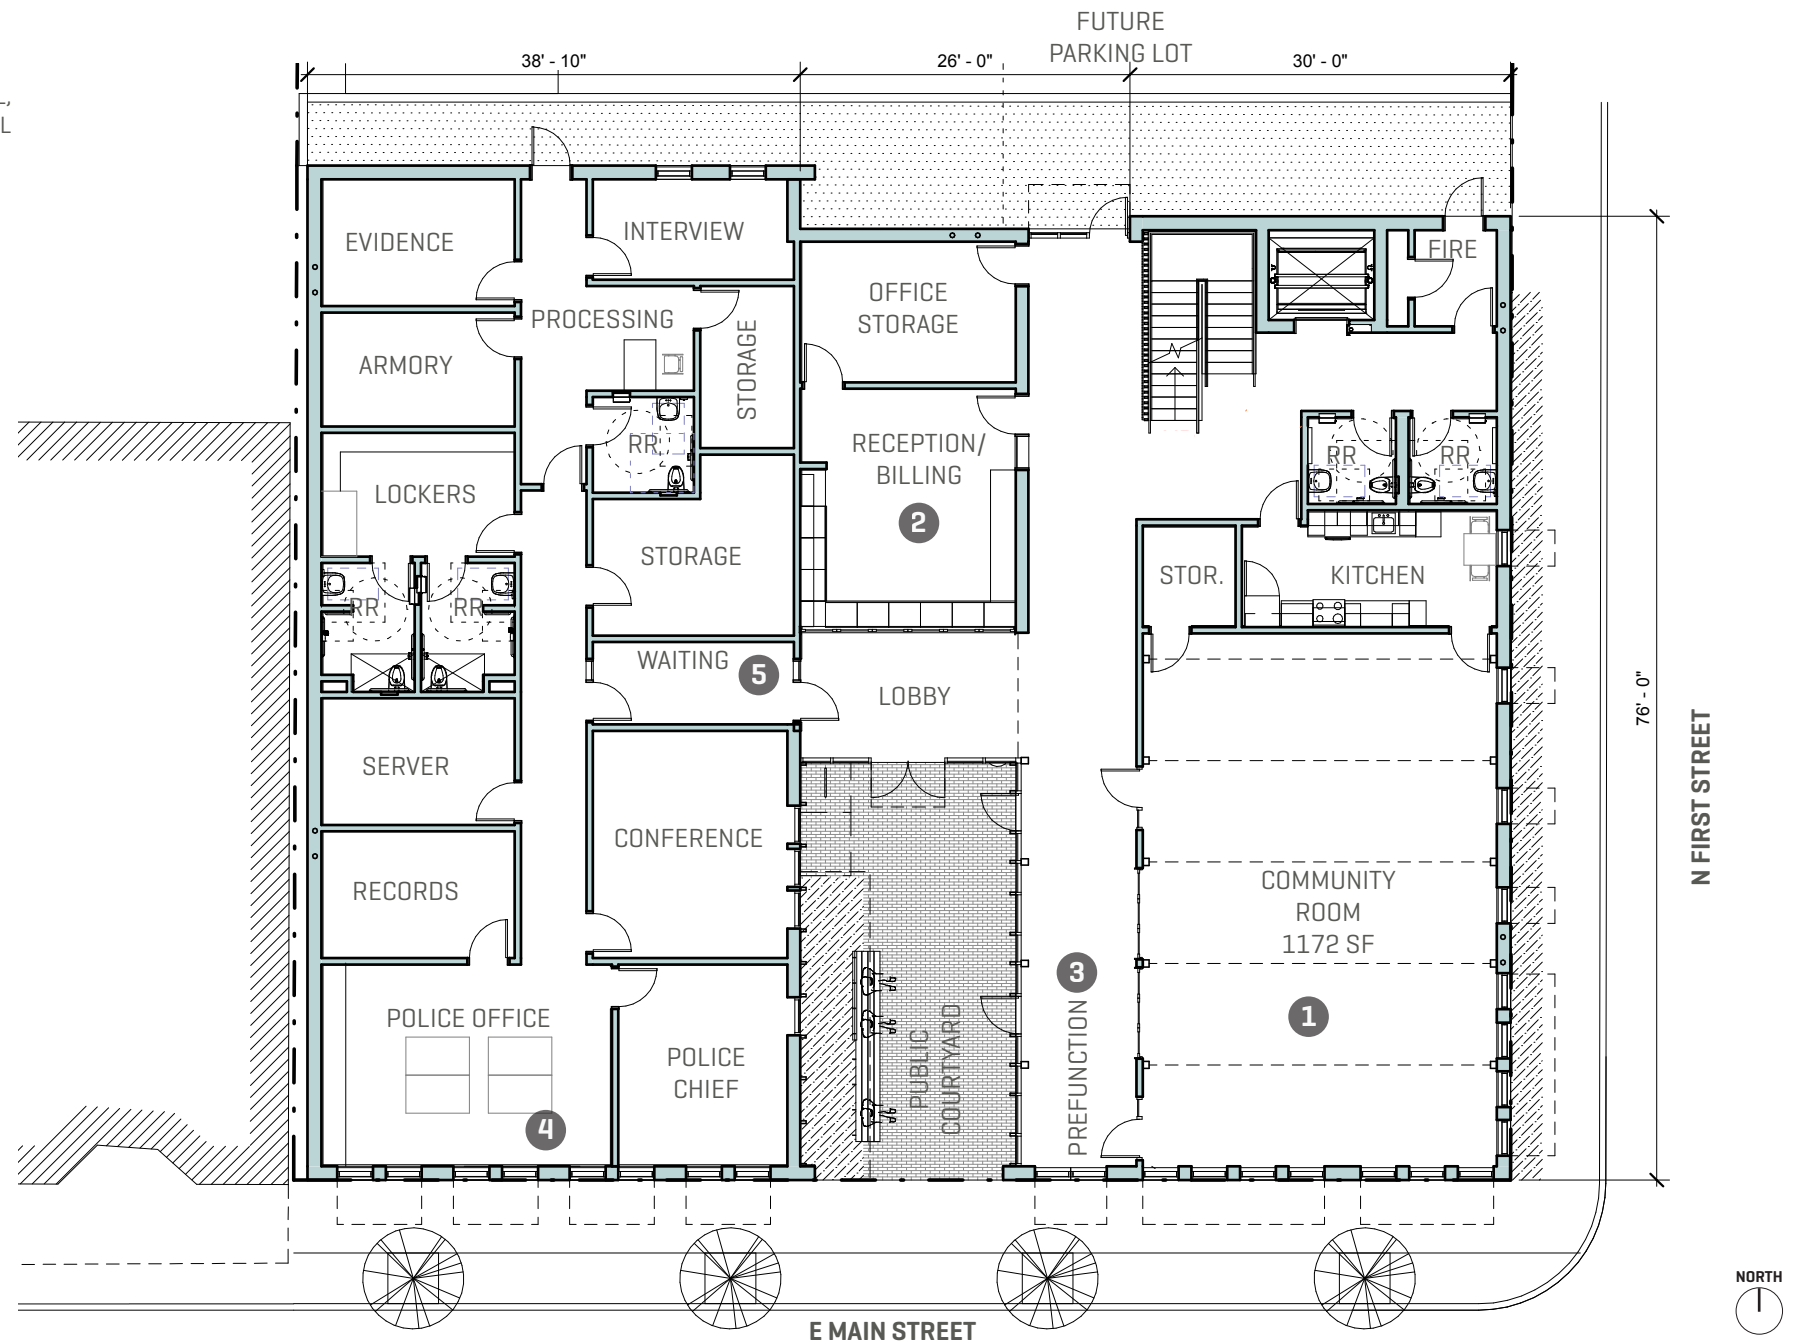 FUTURE
PARKING LOT
38' - 10"
26' - 0"
30' - 0"
L
EVIDENCE
INTERVIEW
FIRE
OFFICE
STORAGE
PROCESSING
STORAGE
ARMORY
RR
RECEPTION/
BILLING
2
RR
RR
LOCKERS
STORAGE
STOR.
KITCHEN
RR
RR
WAITING
5
LOBBY
76' - 0"
N FIRST STREET
SERVER
CONFERENCE
RECORDS
COMMUNITY
ROOM
1172 SF
1
3
PREFUNCTION
PUBLIC
COURTYARD
POLICE OFFICE
4
POLICE
CHIEF
E MAIN STREET
NORTH